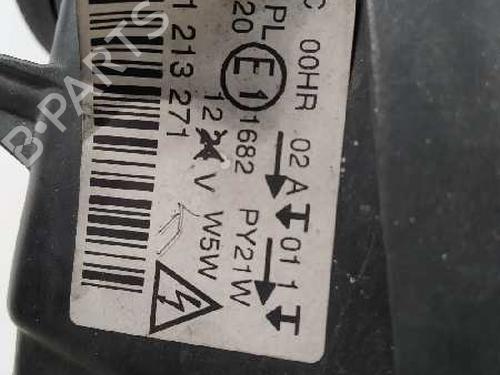 C 00HR 02 A 01 1
PL
20 E1 1682 PY21W
12 V W5W
1 213 271
B-PARTS